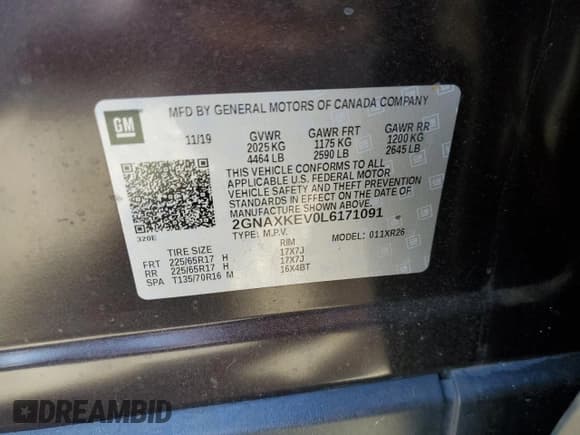 MFD BY GENERAL MOTORS OF CANADA COMPANY
GM
11/19 GVWR GAWR FRT GAWR RR
2025 KG 1175 KG 1200 KG
4464 LB 2590 LB 2645 LB
THIS VEHICLE CONFORMS TO ALL
APPLICABLE U.S. FEDERAL MOTOR
VEHICLE SAFETY AND THEFT PREVENTION
STANDARDS IN EFFECT ON THE DATE OF
MANUFACTURE SHOWN ABOVE.
2GNAXKEV0L6171091
320E
TYPE: M.P.V. MODEL: 011XR26
TIRE SIZE RIM
FRT 225/65R17 H 17X7J
RR 225/65R17 H 17X7J
SPA T135/70R16 M 16X4BT
DREAMBID